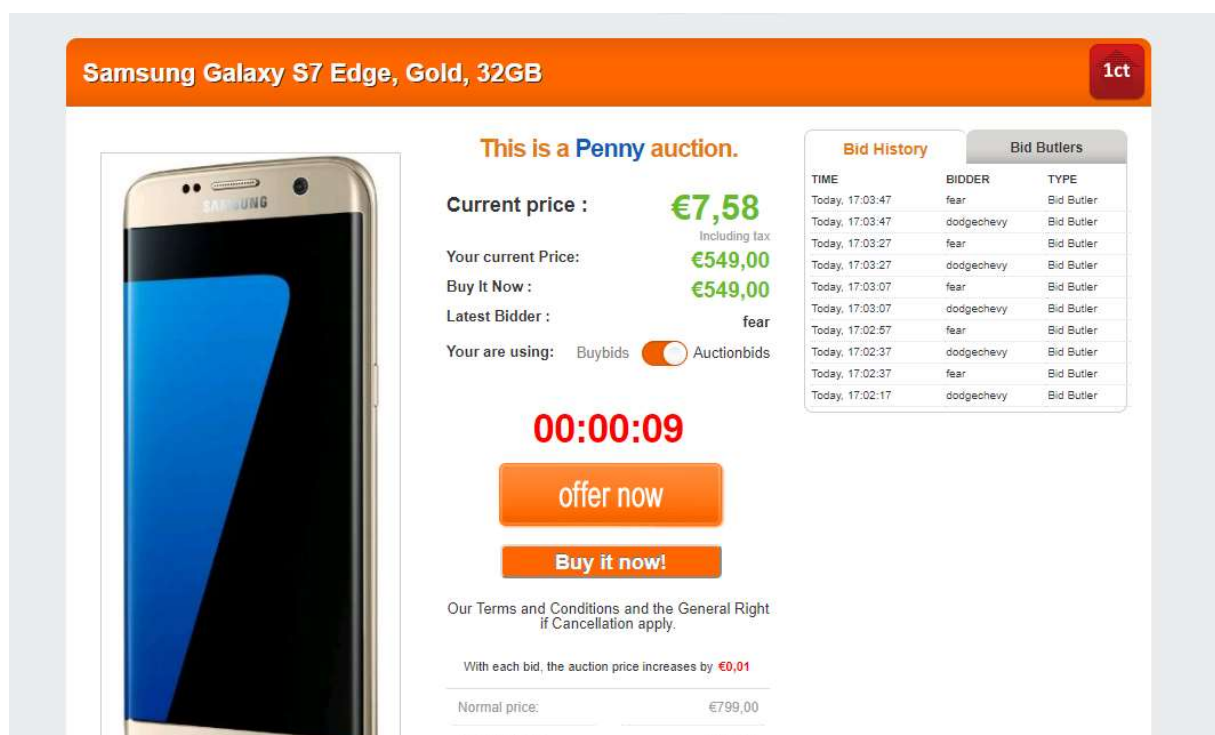 Samsung Galaxy S7 Edge, Gold, 32GB
1ct
SAMSUNG
This is a Penny auction.
Current price :
€7,58
Including tax
Your current Price:
€549,00
Buy It Now :
€549,00
Latest Bidder :
fear
Your are using:
Buybids
Auctionbids
00:00:09
offer now
Buy it now!
Our Terms and Conditions and the General Right
if Cancellation apply.
With each bid, the auction price increases by €0,01
Normal price:
€799,00
Bid History
Bid Butlers
TIME BIDDER TYPE
Today, 17:03:47 fear Bid Butler
Today, 17:03:47 dodgechevy Bid Butler
Today, 17:03:27 fear Bid Butler
Today, 17:03:27 dodgechevy Bid Butler
Today, 17:03:07 fear Bid Butler
Today, 17:03:07 dodgechevy Bid Butler
Today, 17:02:57 fear Bid Butler
Today, 17:02:37 dodgechevy Bid Butler
Today, 17:02:37 fear Bid Butler
Today, 17:02:17 dodgechevy Bid Butler